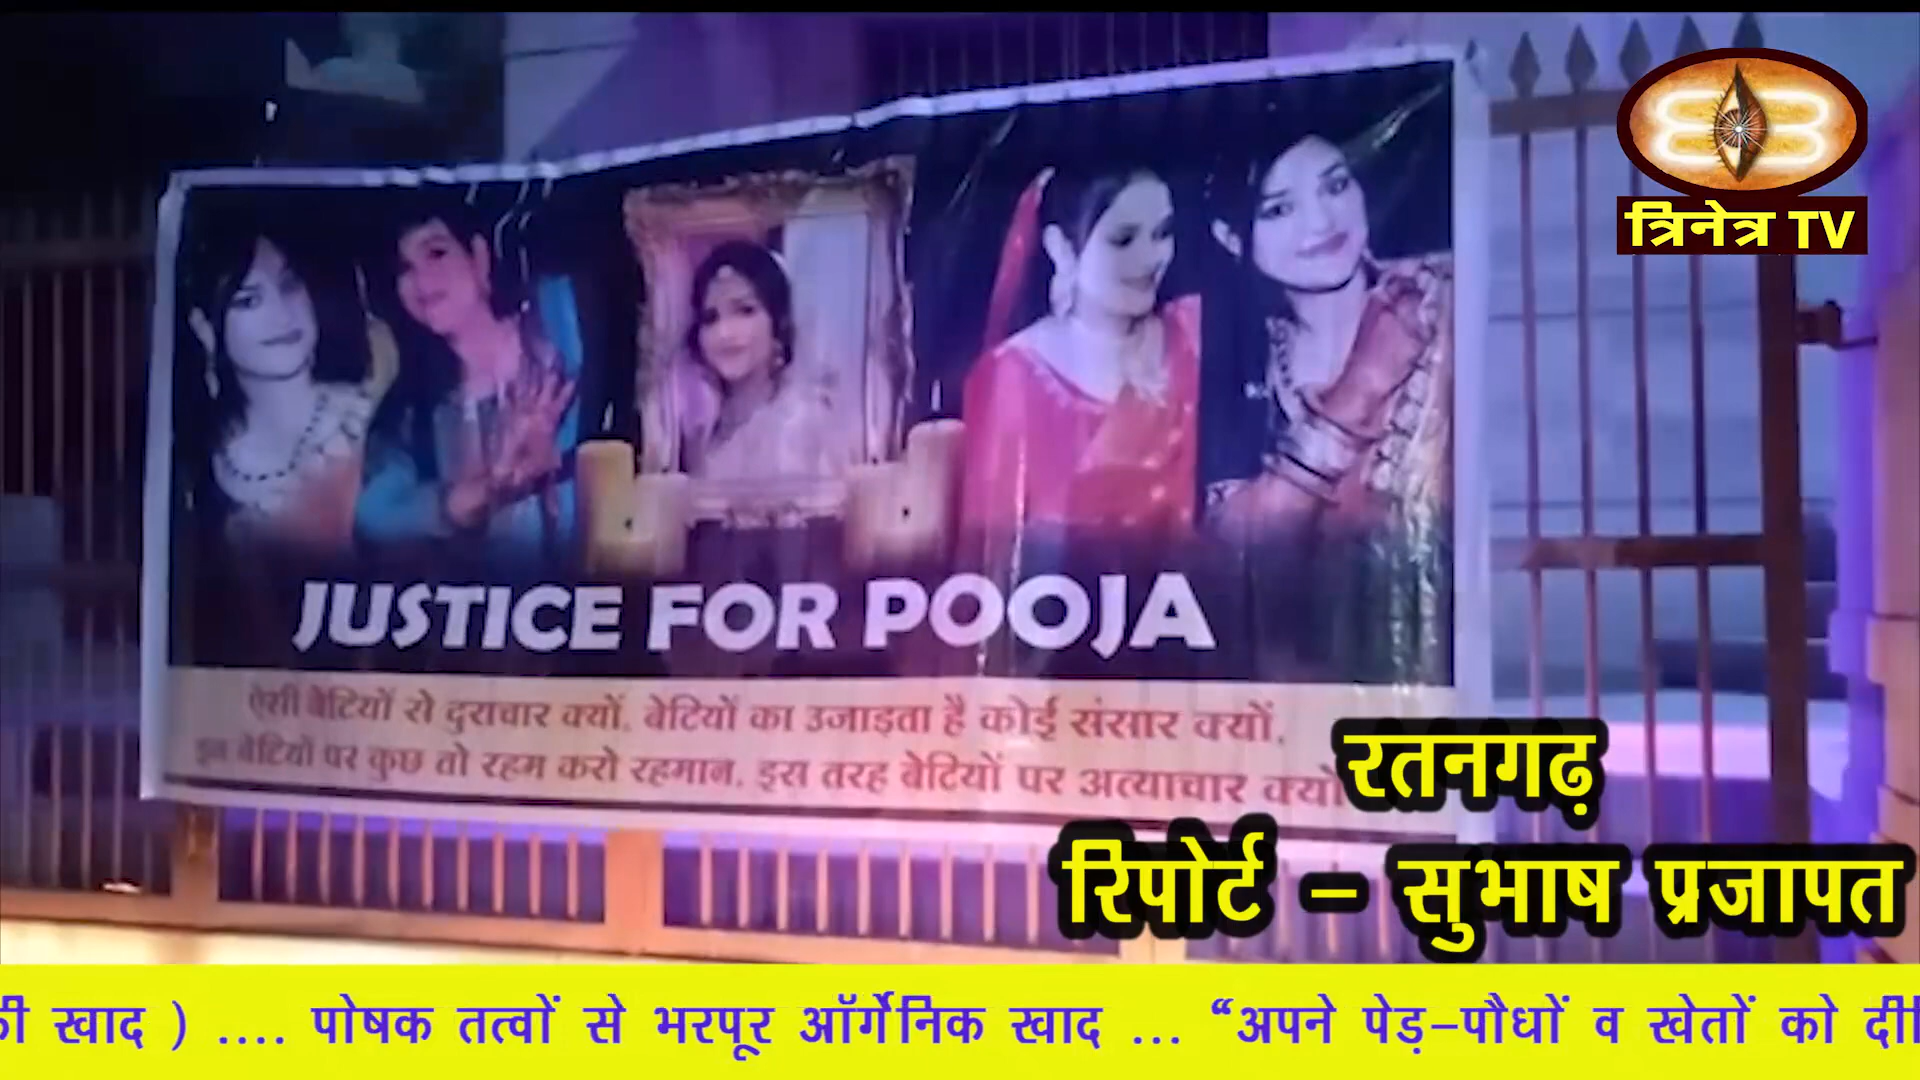 त्रिनेत्र TV
JUSTICE FOR POOJA
ऐसी बेटियों से दुराचार क्यों. बेटियों का उजाड़ता है कोई संसार क्यों.
इन बेटियों पर कुछ तो रहम करो रहमान. इस तरह बेटियों पर अत्याचार क्यों
रतनगढ़
रिपोर्ट - सुभाष प्रजापत
की खाद ) .... पोषक तत्वों से भरपूर ऑर्गेनिक खाद ... “अपने पेड़-पौधों व खेतों को